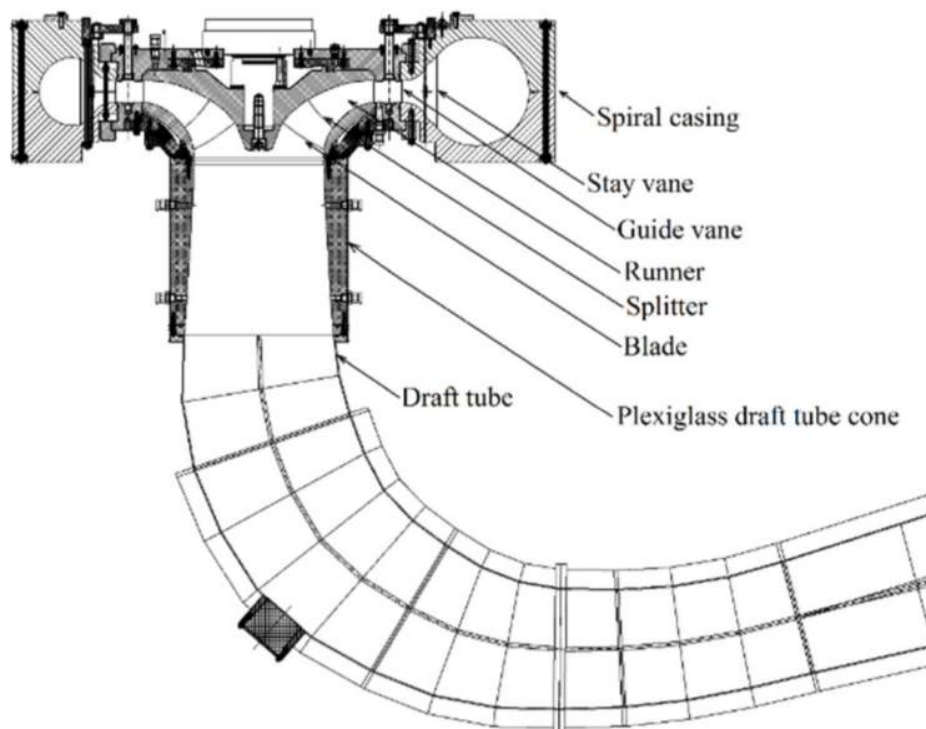 Spiral casing
Stay vane
Guide vane
Runner
Splitter
Blade
Draft tube
Plexiglass draft tube cone